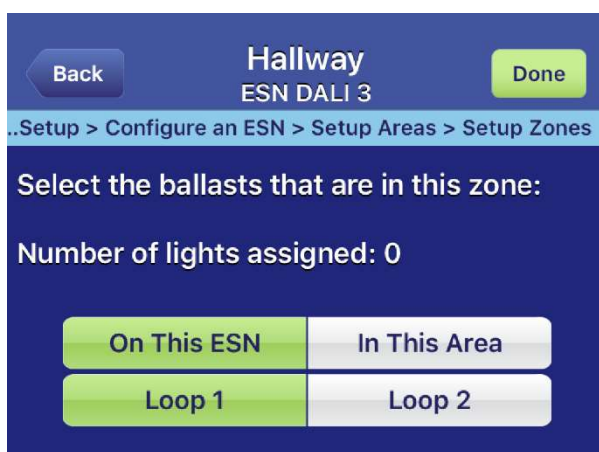 Back
Hallway
ESN DALI 3
Done
..Setup > Configure an ESN > Setup Areas > Setup Zones
Select the ballasts that are in this zone:
Number of lights assigned: 0
On This ESN
In This Area
Loop 1
Loop 2